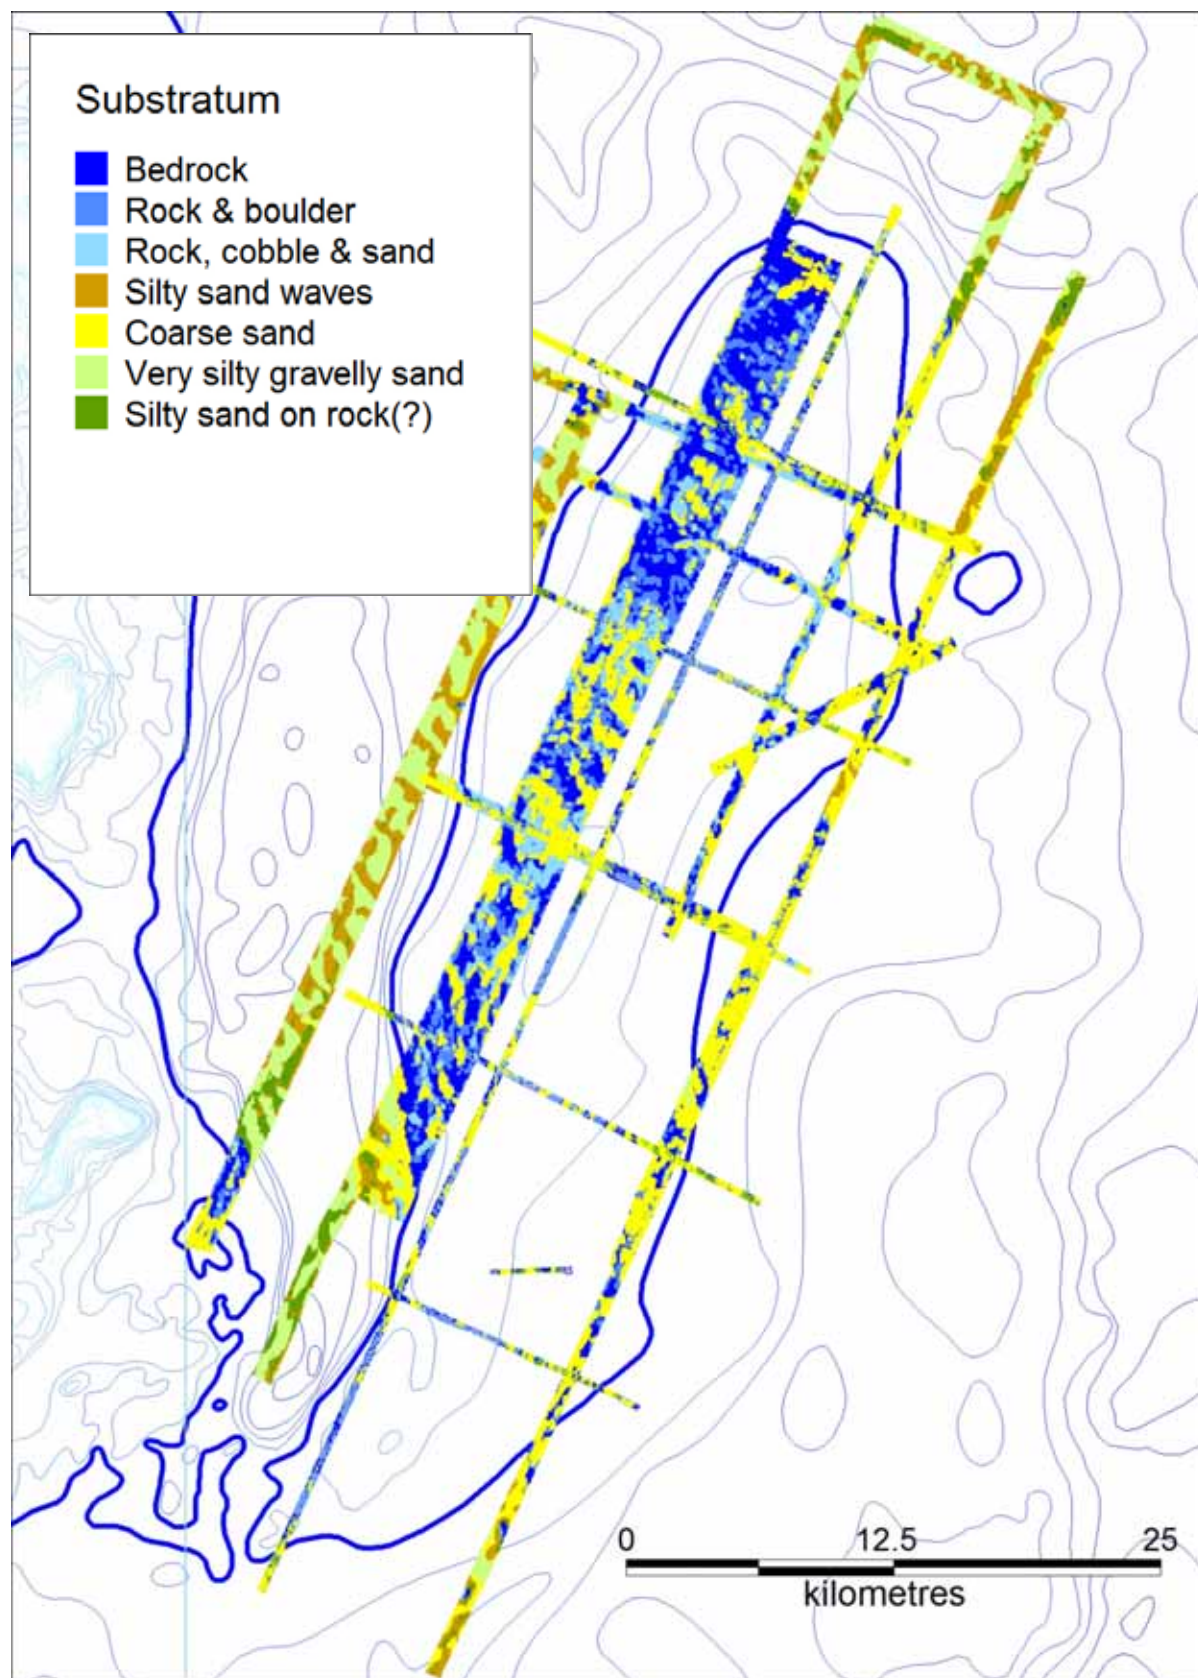 Substratum
Bedrock
Rock & boulder
Rock, cobble & sand
Silty sand waves
Coarse sand
Very silty gravelly sand
Silty sand on rock(?)
0 12.5 25
kilometres